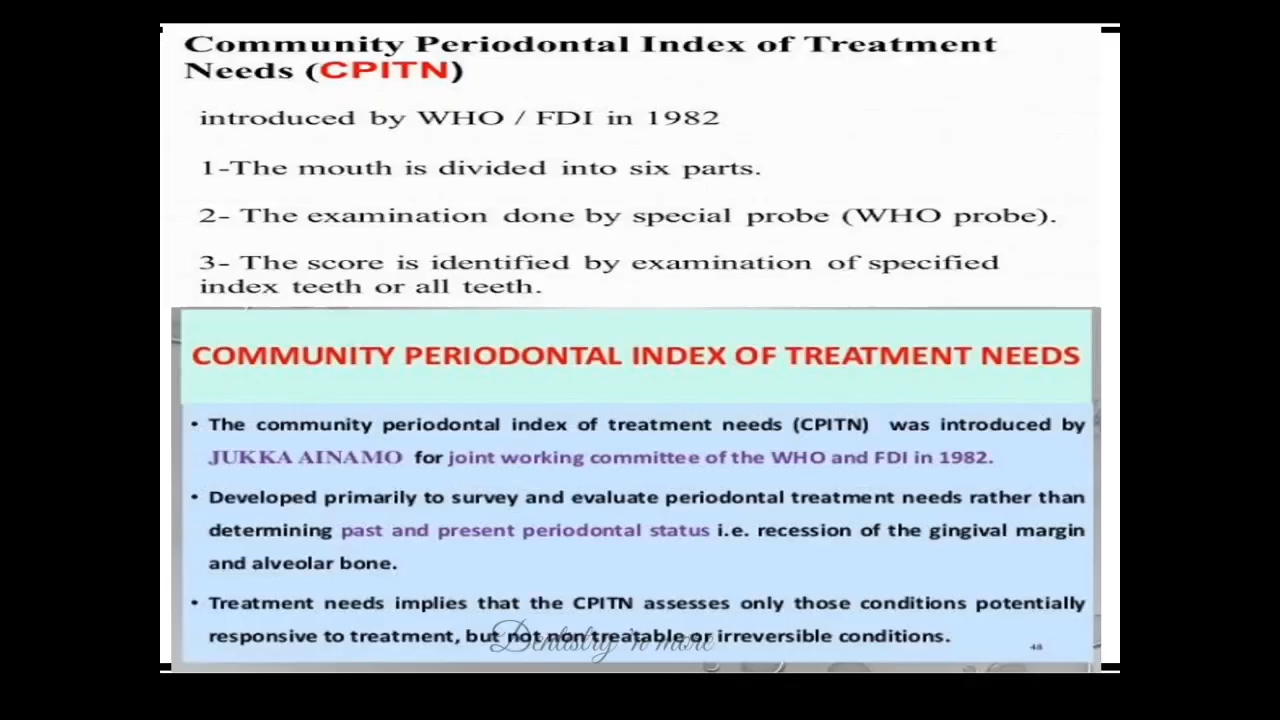 Community Periodontal Index of Treatment
Needs (CPITN)
introduced by WHO / FDI in 1982
1-The mouth is divided into six parts.
2- The examination done by special probe (WHO probe).
3- The score is identified by examination of specified
index teeth or all teeth.
COMMUNITY PERIODONTAL INDEX OF TREATMENT NEEDS
• The community periodontal index of treatment needs (CPITN) was introduced by
JUKKA AINAMO for joint working committee of the WHO and FDI in 1982.
• Developed primarily to survey and evaluate periodontal treatment needs rather than
determining past and present periodontal status i.e. recession of the gingival margin
and alveolar bone.
• Treatment needs implies that the CPITN assesses only those conditions potentially
responsive to treatment, but not non treatable or irreversible conditions.
Dentistry 'n more
48